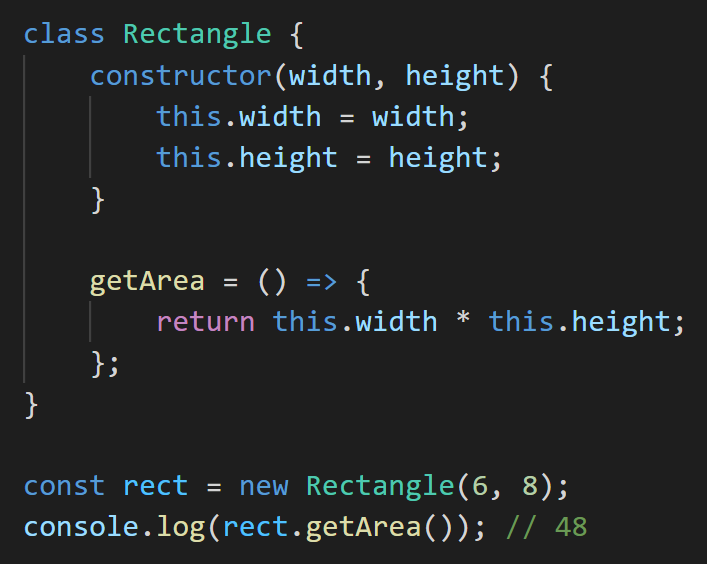 class Rectangle {
    constructor(width, height) {
        this.width = width;
        this.height = height;
    }

    getArea = () => {
        return this.width * this.height;
    };
}

const rect = new Rectangle(6, 8);
console.log(rect.getArea()); // 48